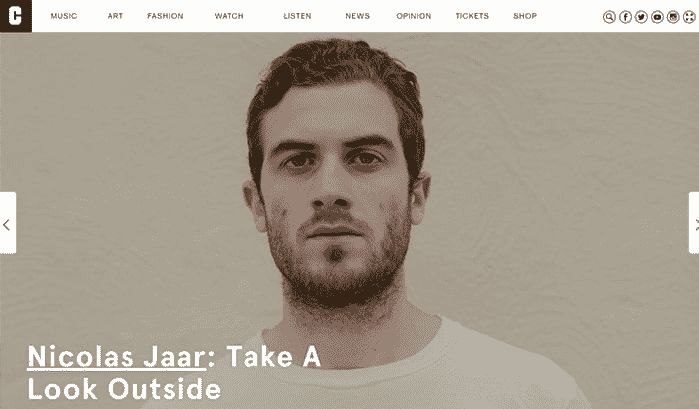 C
MUSIC ART FASHION WATCH LISTEN NEWS OPINION TICKETS SHOP
Nicolas Jaar: Take A
Look Outside